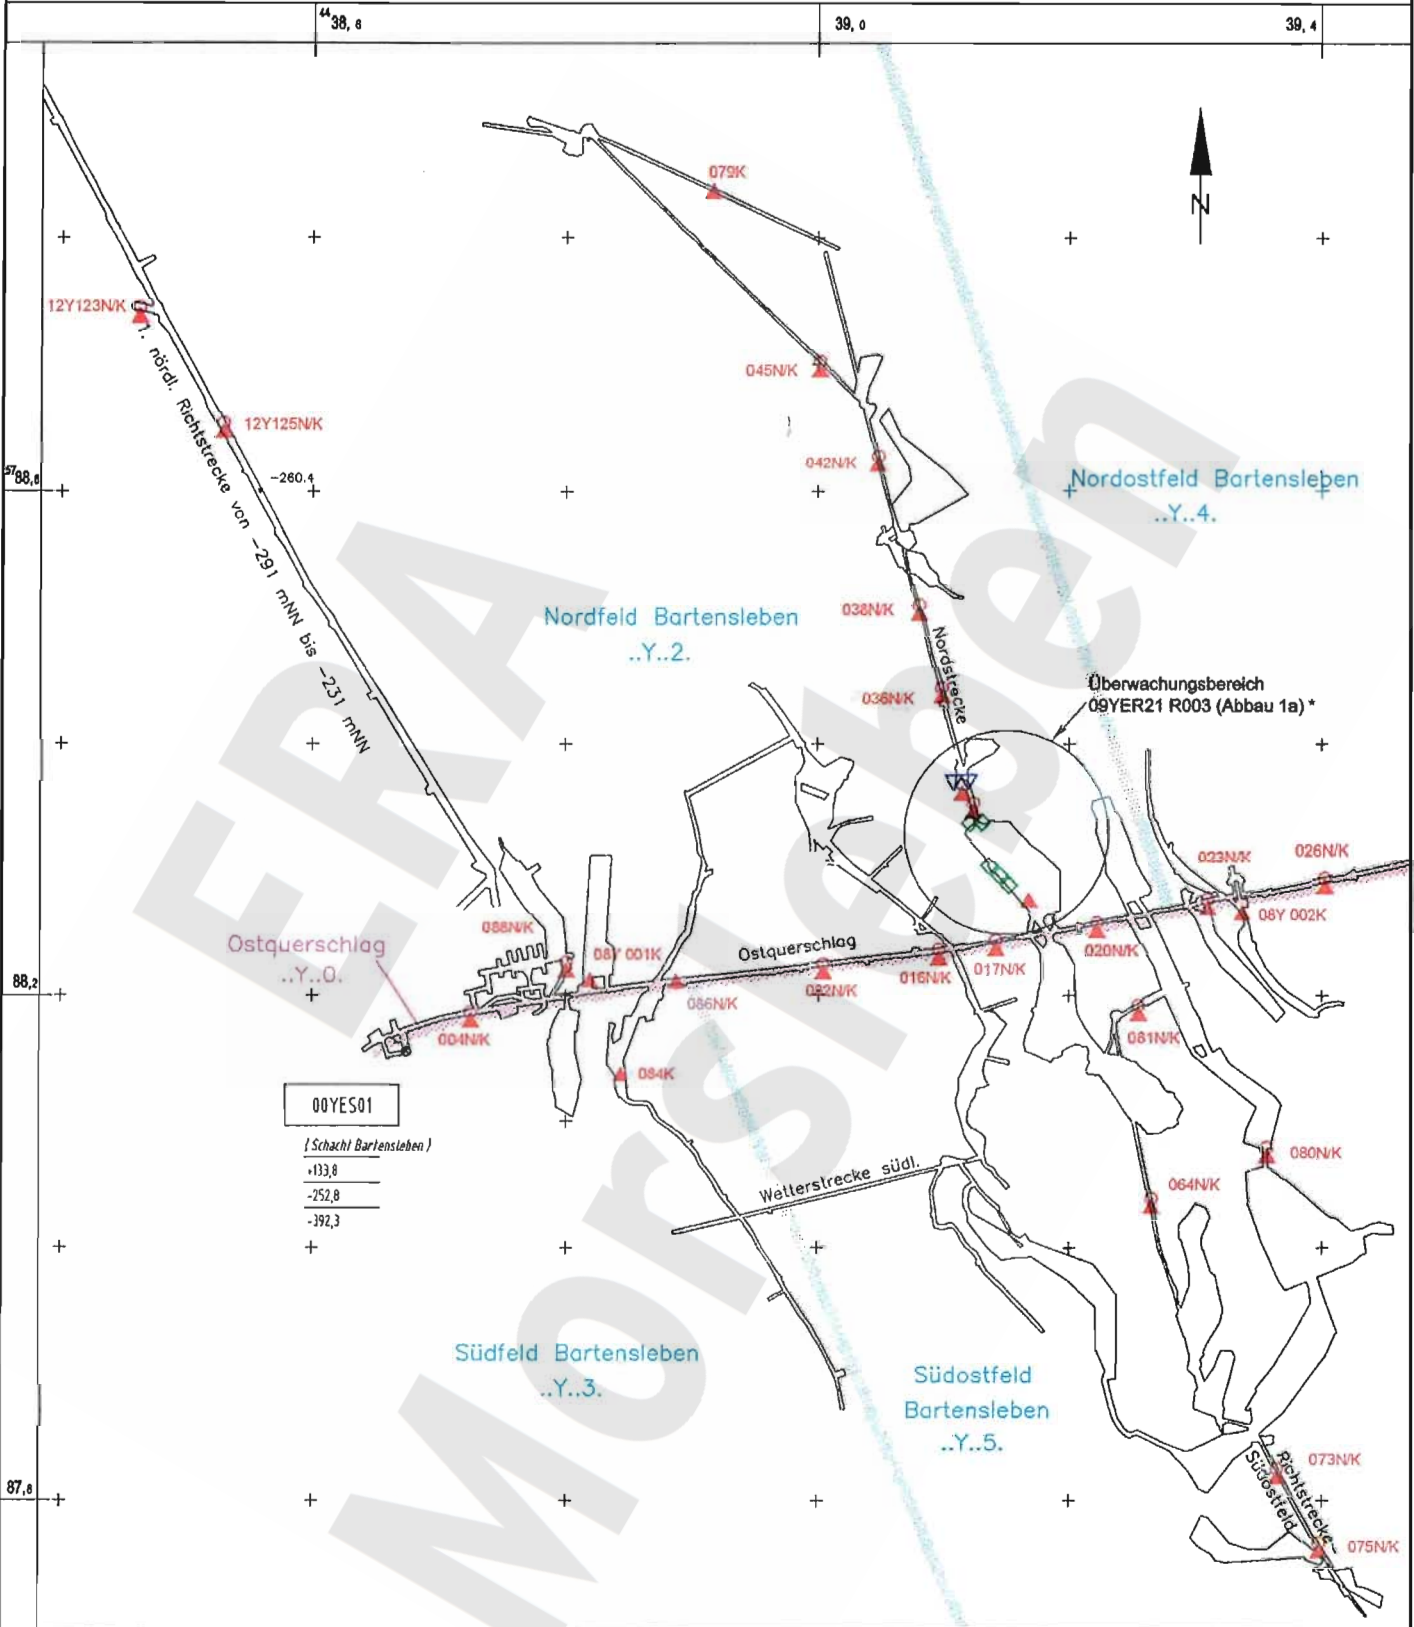 44 38,6
39,0
39,4
N
079K
12Y123N/K
045N/K
12Y125N/K
042N/K
-260.4
57 88,6
Nordostfeld Bartensleben
..Y..4.
1. nördl. Richtstrecke von -291 mNN bis -231 mNN
038N/K
Nordfeld Bartensleben
..Y..2.
Nordstrecke
036N/K
Überwachungsbereich
09YER21 R003 (Abbau 1a) *
026N/K
023N/K
08Y 002K
088N/K
Ostquerschlag
..Y..0.
08Y 001K
Ostquerschlag
020N/K
017N/K
016N/K
082N/K
086N/K
88,2
004N/K
081N/K
084K
00YES01
(Schacht Bartensleben)
+133,8
-252,8
-392,3
080N/K
Wetterstrecke südl.
064N/K
Südfeld Bartensleben
..Y..3.
Südostfeld
Bartensleben
..Y..5.
073N/K
Richtstrecke
Südostfeld
87,8
075N/K
ERA
Morsleben